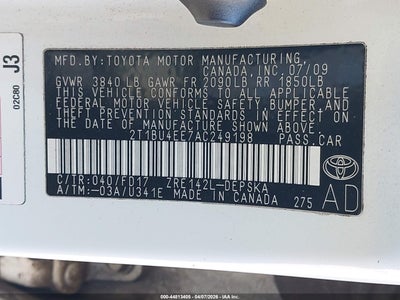 MFD. BY: TOYOTA MOTOR MANUFACTURING,
CANADA, INC. 07/09
GVWR 3840 LB GAWR FR 2090LB RR 1850LB
THIS VEHICLE CONFORMS TO ALL APPLICABLE
FEDERAL MOTOR VEHICLE SAFETY, BUMPER, AND
THEFT PREVENTION STANDARDS IN EFFECT ON
THE DATE OF MANUFACTURE SHOWN ABOVE.
2T1BU4EE7AC249198 PASS. CAR
C/TR: 040/FD17 ZRE142L-DEPSKA
A/TM: -03A/U341E MADE IN CANADA 275
AD
J3
02C80
000-44813405 - 04/07/2026 - 0001